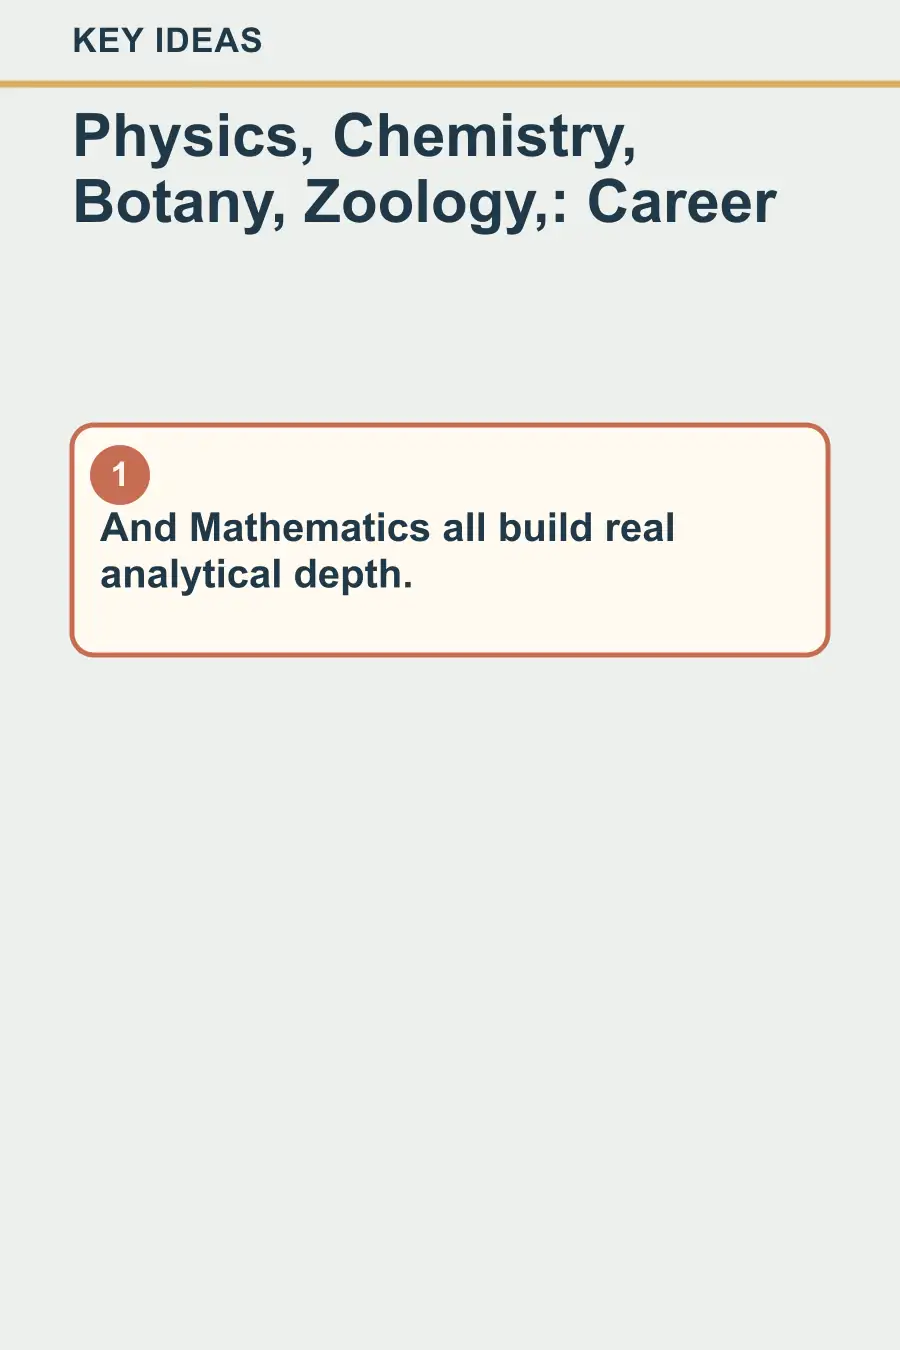 KEY IDEAS
Physics, Chemistry,
Botany, Zoology,: Career
1
And Mathematics all build real
analytical depth.